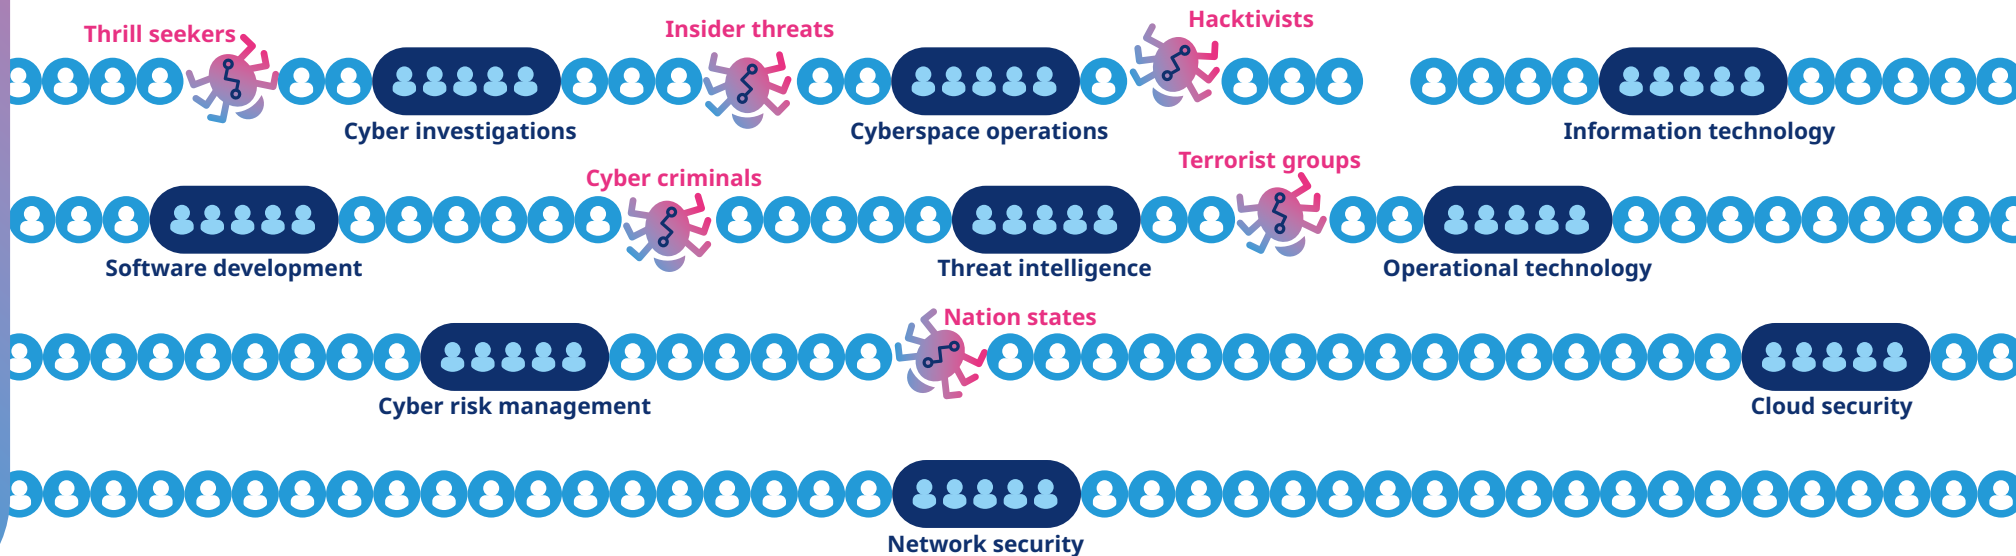 Thrill seekers
Insider threats
Hacktivists
Cyber investigations
Cyberspace operations
Information technology
Cyber criminals
Terrorist groups
Software development
Threat intelligence
Operational technology
Nation states
Cyber risk management
Cloud security
Network security